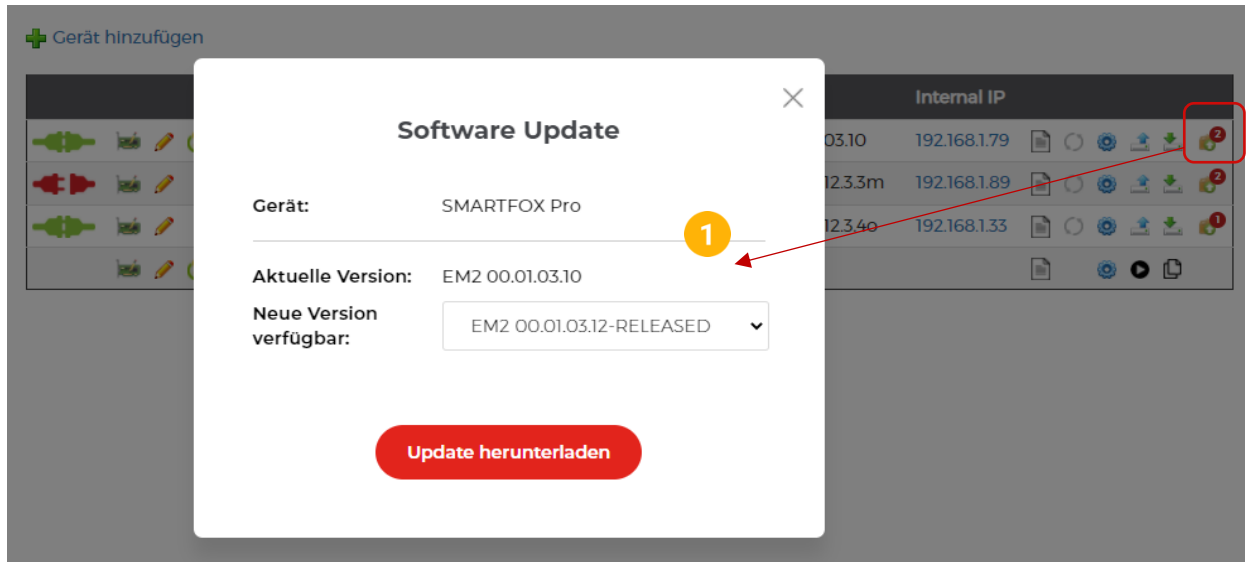 Gerät hinzufügen
Internal IP
03.10 192.168.1.79 2
12.3.3m 192.168.1.89 2
12.3.4o 192.168.1.33 1
Software Update
Gerät: SMARTFOX Pro
1
Aktuelle Version: EM2 00.01.03.10
Neue Version
verfügbar:
EM2 00.01.03.12-RELEASED
Update herunterladen